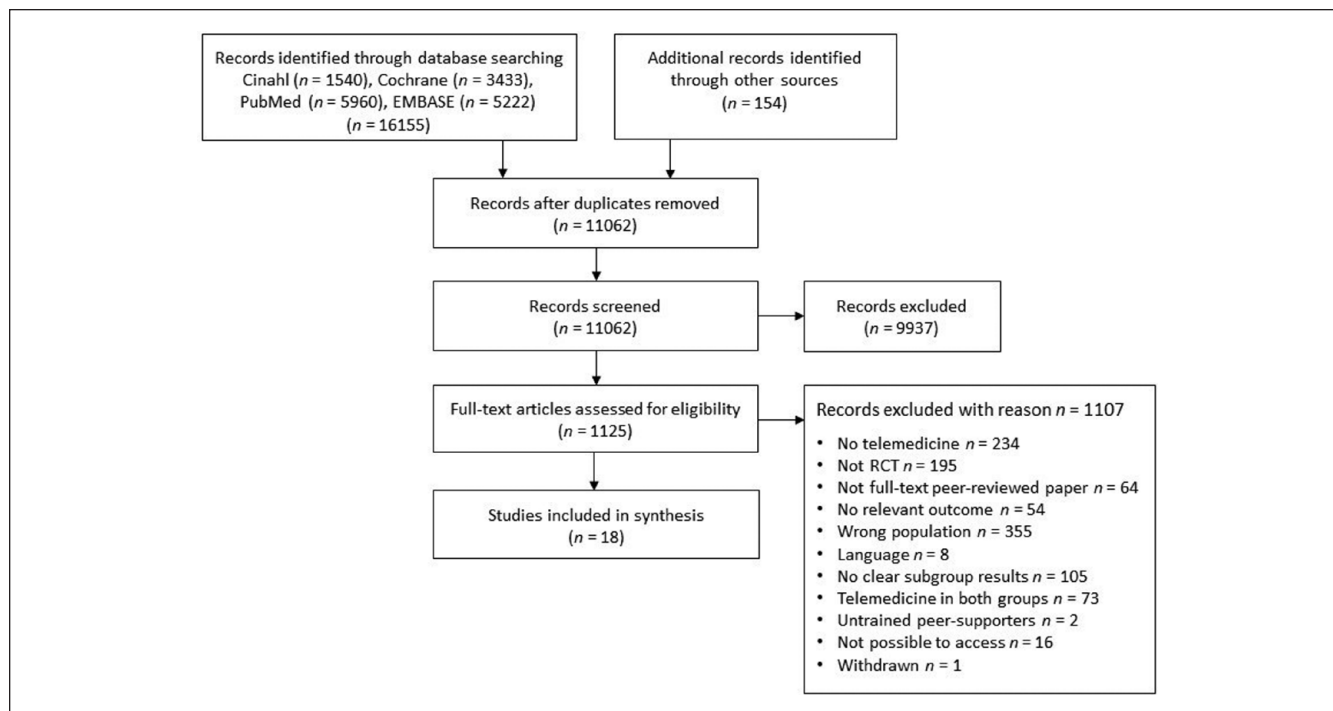 Records identified through database searching
Cinahl (n = 1540), Cochrane (n = 3433),
PubMed (n = 5960), EMBASE (n = 5222)
(n = 16155)
Additional records identified
through other sources
(n = 154)
Records after duplicates removed
(n = 11062)
Records screened
(n = 11062)
Records excluded
(n = 9937)
Full-text articles assessed for eligibility
(n = 1125)
Records excluded with reason n = 1107
• No telemedicine n = 234
• Not RCT n = 195
• Not full-text peer-reviewed paper n = 64
• No relevant outcome n = 54
• Wrong population n = 355
• Language n = 8
• No clear subgroup results n = 105
• Telemedicine in both groups n = 73
• Untrained peer-supporters n = 2
• Not possible to access n = 16
• Withdrawn n = 1
Studies included in synthesis
(n = 18)